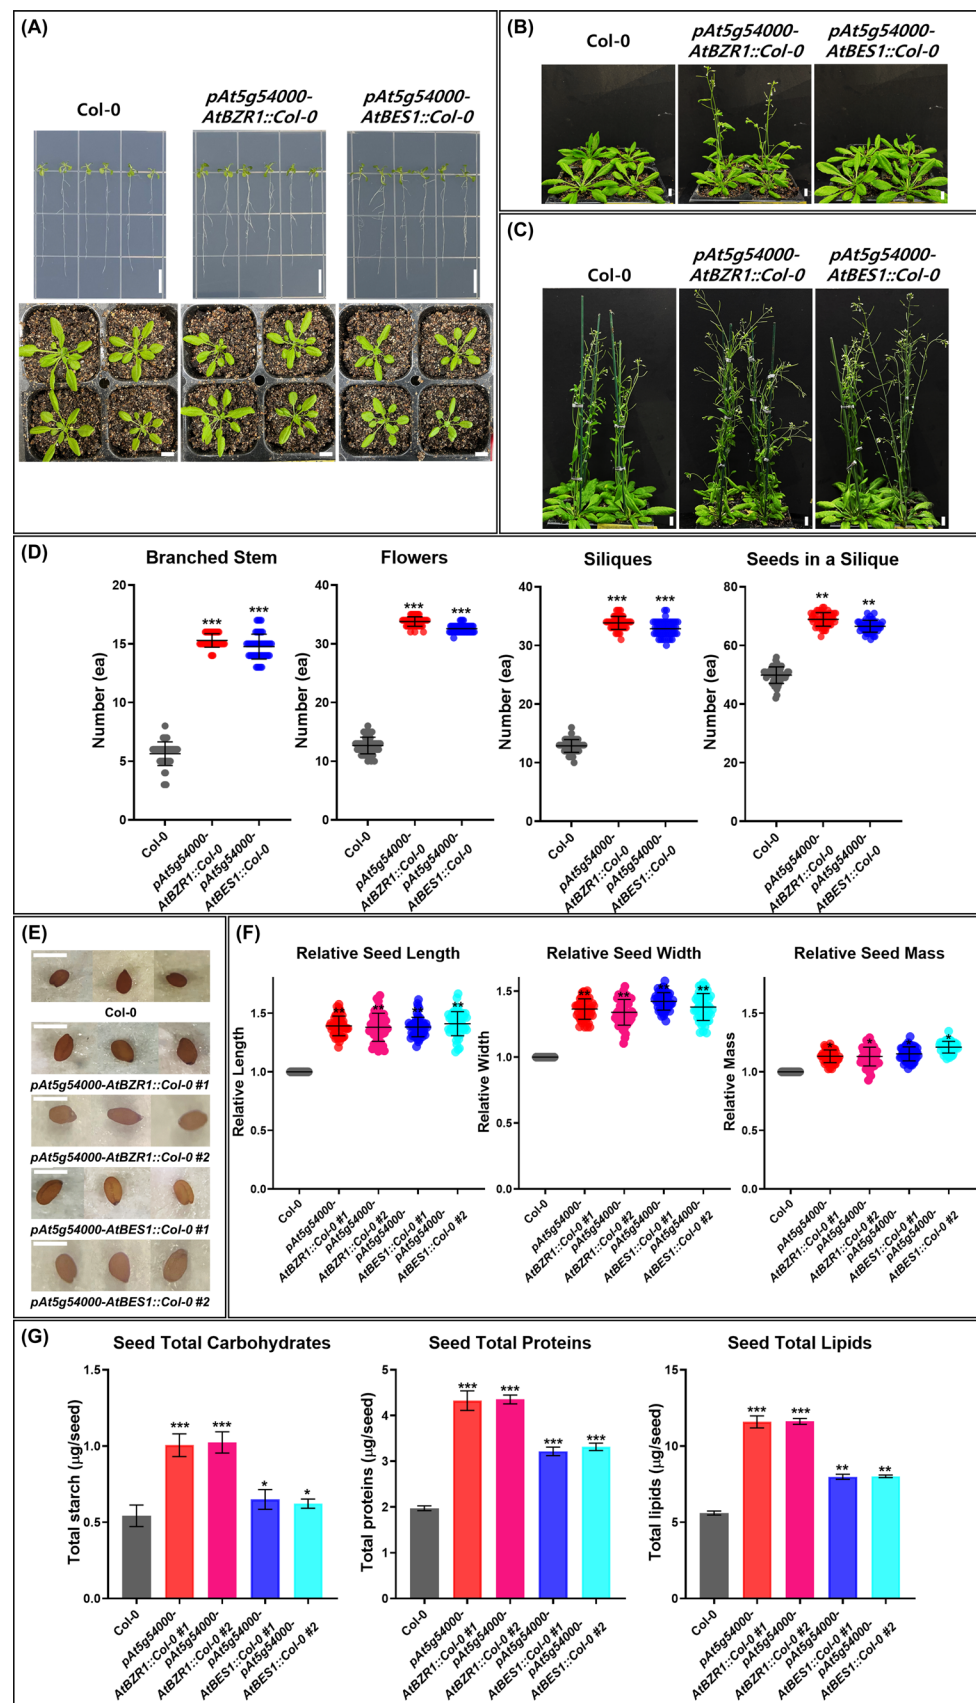 (A)
Col-0
pAt5g54000-
AtBZR1::Col-0
pAt5g54000-
AtBES1::Col-0
(B)
Col-0
pAt5g54000-
AtBZR1::Col-0
pAt5g54000-
AtBES1::Col-0
(C)
Col-0
pAt5g54000-
AtBZR1::Col-0
pAt5g54000-
AtBES1::Col-0
(D)
Branched Stem
Number (ea)
20
15
10
5
0
***
***
Col-0
pAt5g54000-
AtBZR1::Col-0
pAt5g54000-
AtBES1::Col-0
Flowers
Number (ea)
40
30
20
10
0
***
***
Col-0
pAt5g54000-
AtBZR1::Col-0
pAt5g54000-
AtBES1::Col-0
Siliques
Number (ea)
40
30
20
10
0
***
***
Col-0
pAt5g54000-
AtBZR1::Col-0
pAt5g54000-
AtBES1::Col-0
Seeds in a Silique
Number (ea)
80
60
40
20
0
**
**
Col-0
pAt5g54000-
AtBZR1::Col-0
pAt5g54000-
AtBES1::Col-0
(E)
Col-0
pAt5g54000-AtBZR1::Col-0 #1
pAt5g54000-AtBZR1::Col-0 #2
pAt5g54000-AtBES1::Col-0 #1
pAt5g54000-AtBES1::Col-0 #2
(F)
Relative Seed Length
Relative Length
1.5
1.0
0.0
**
**
**
**
Col-0
pAt5g54000-
AtBZR1::Col-0 #1
pAt5g54000-
AtBZR1::Col-0 #2
pAt5g54000-
AtBES1::Col-0 #1
pAt5g54000-
AtBES1::Col-0 #2
Relative Seed Width
Relative Width
1.5
1.0
0.0
**
**
**
**
Col-0
pAt5g54000-
AtBZR1::Col-0 #1
pAt5g54000-
AtBZR1::Col-0 #2
pAt5g54000-
AtBES1::Col-0 #1
pAt5g54000-
AtBES1::Col-0 #2
Relative Seed Mass
Relative Mass
1.5
1.0
0.0
*
*
*
Col-0
pAt5g54000-
AtBZR1::Col-0 #1
pAt5g54000-
AtBZR1::Col-0 #2
pAt5g54000-
AtBES1::Col-0 #1
pAt5g54000-
AtBES1::Col-0 #2
(G)
Seed Total Carbohydrates
Total starch (μg/seed)
1.5
1.0
0.5
0.0
***
***
*
*
Col-0
pAt5g54000-
AtBZR1::Col-0 #1
pAt5g54000-
AtBZR1::Col-0 #2
pAt5g54000-
AtBES1::Col-0 #1
pAt5g54000-
AtBES1::Col-0 #2
Seed Total Proteins
Total proteins (μg/seed)
5
4
3
2
1
0
***
***
***
***
Col-0
pAt5g54000-
AtBZR1::Col-0 #1
pAt5g54000-
AtBZR1::Col-0 #2
pAt5g54000-
AtBES1::Col-0 #1
pAt5g54000-
AtBES1::Col-0 #2
Seed Total Lipids
Total lipids (μg/seed)
15
10
5
0
***
***
**
**
Col-0
pAt5g54000-
AtBZR1::Col-0 #1
pAt5g54000-
AtBZR1::Col-0 #2
pAt5g54000-
AtBES1::Col-0 #1
pAt5g54000-
AtBES1::Col-0 #2